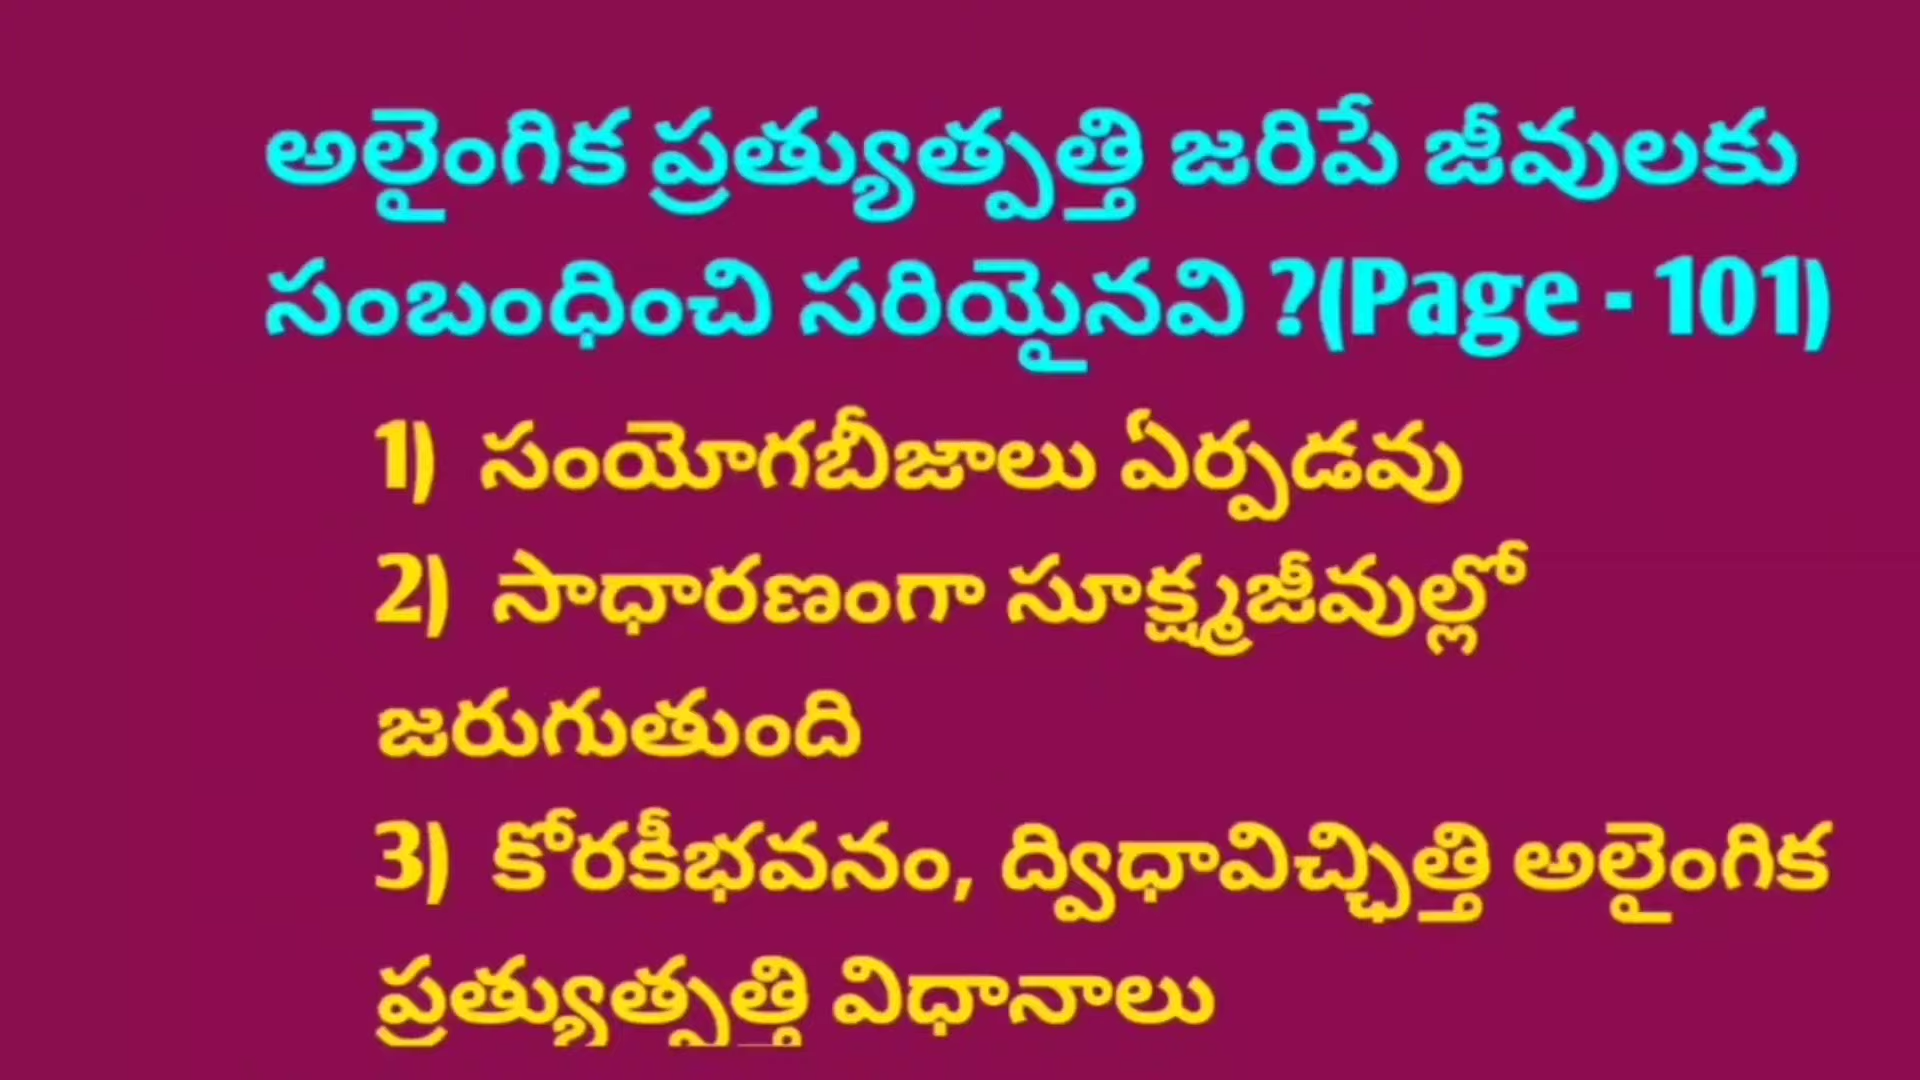 అలైంగిక ప్రత్యుత్పత్తి జరిపే జీవులకు
సంబంధించి సరియైనవి ?(Page - 101)
1) సంయోగబీజాలు ఏర్పడవు
2) సాధారణంగా సూక్ష్మజీవుల్లో
జరుగుతుంది
3) కోరకీభవనం, ద్విధావిచ్ఛిత్తి అలైంగిక
ప్రత్యుత్పత్తి విధానాలు